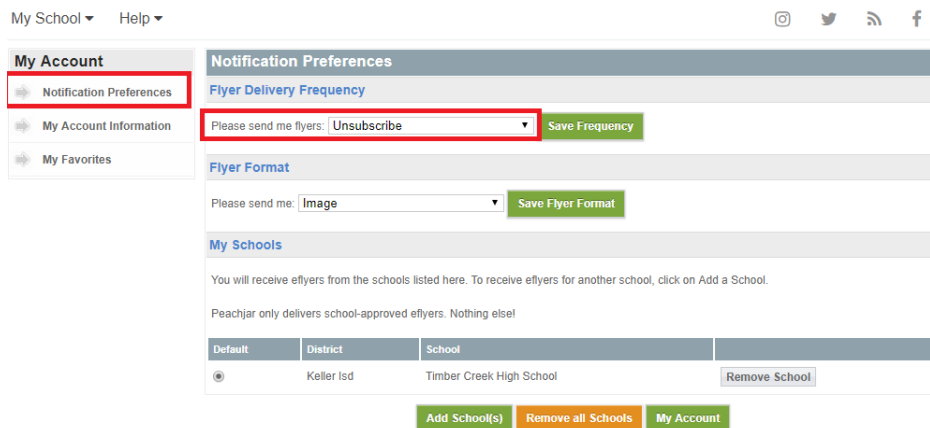 My School Help
My Account
Notification Preferences
My Account Information
My Favorites
Notification Preferences
Flyer Delivery Frequency
Please send me flyers: Unsubscribe Save Frequency
Flyer Format
Please send me: Image Save Flyer Format
My Schools
You will receive eflyers from the schools listed here. To receive eflyers for another school, click on Add a School.
Peachjar only delivers school-approved eflyers. Nothing else!
Default District School
Keller Isd Timber Creek High School Remove School
Add School(s) Remove all Schools My Account